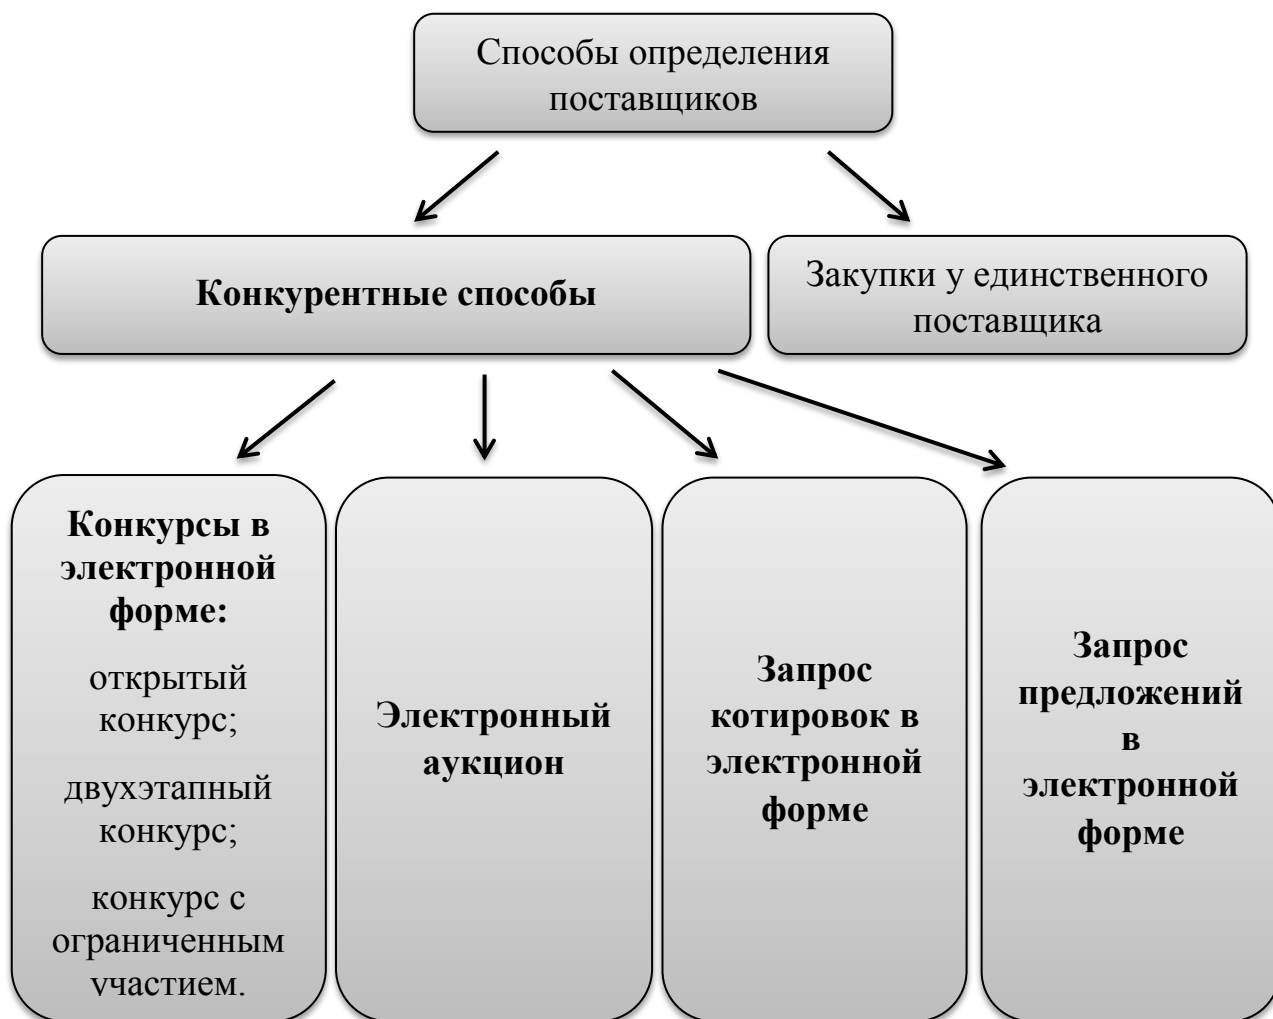 Способы определения
поставщиков
Конкурентные способы
Закупки у единственного
поставщика
Конкурсы в
электронной
форме:
открытый
конкурс;
двухэтапный
конкурс;
конкурс с
ограниченным
участием.
Электронный
аукцион
Запрос
котировок в
электронной
форме
Запрос
предложений
в
электронной
форме